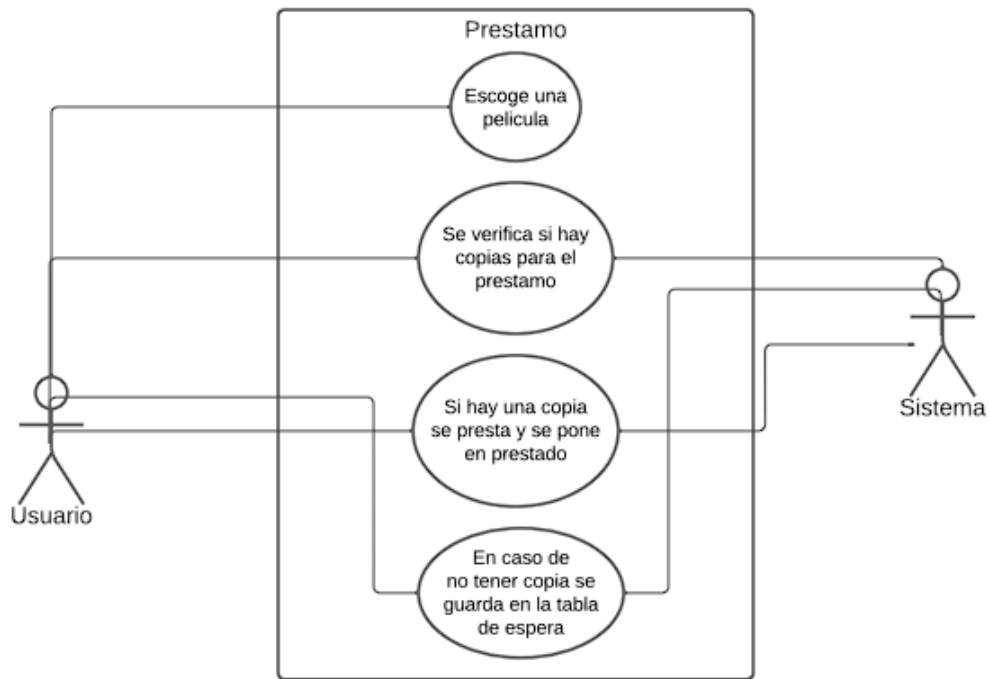 Prestamo
Escoge una
pelicula
Se verifica si hay
copias para el
prestamo
Si hay una copia
se presta y se pone
en prestado
En caso de
no tener copia se
guarda en la tabla
de espera
Usuario
Sistema